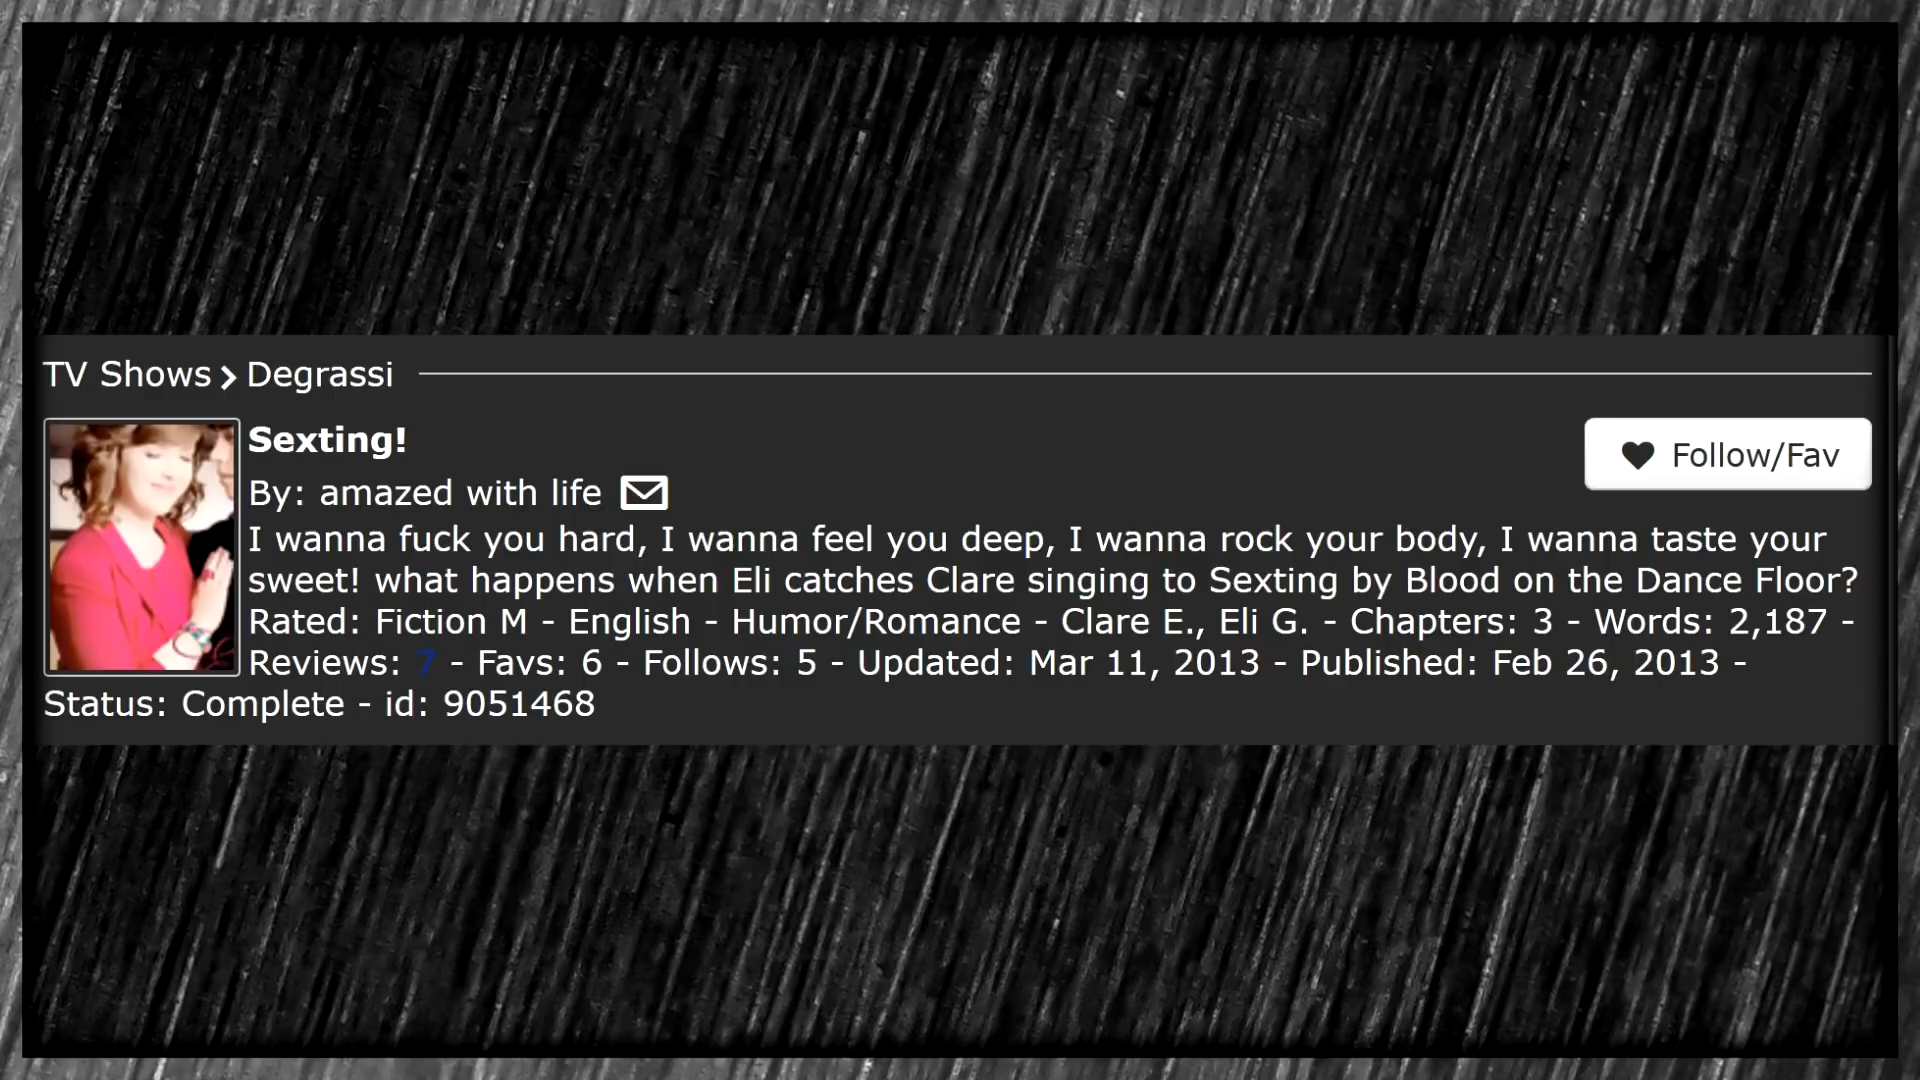 TV Shows > Degrassi
Sexting!
Follow/Fav
By: amazed with life
I wanna fuck you hard, I wanna feel you deep, I wanna rock your body, I wanna taste your
sweet! what happens when Eli catches Clare singing to Sexting by Blood on the Dance Floor?
Rated: Fiction M - English - Humor/Romance - Clare E., Eli G. - Chapters: 3 - Words: 2,187 -
Reviews: 7 - Favs: 6 - Follows: 5 - Updated: Mar 11, 2013 - Published: Feb 26, 2013 -
Status: Complete - id: 9051468